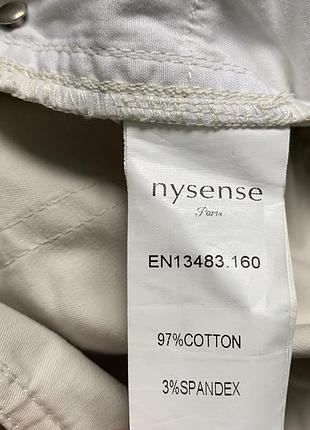 nysense
Paris
EN13483.160
97%COTTON
3%SPANDEX